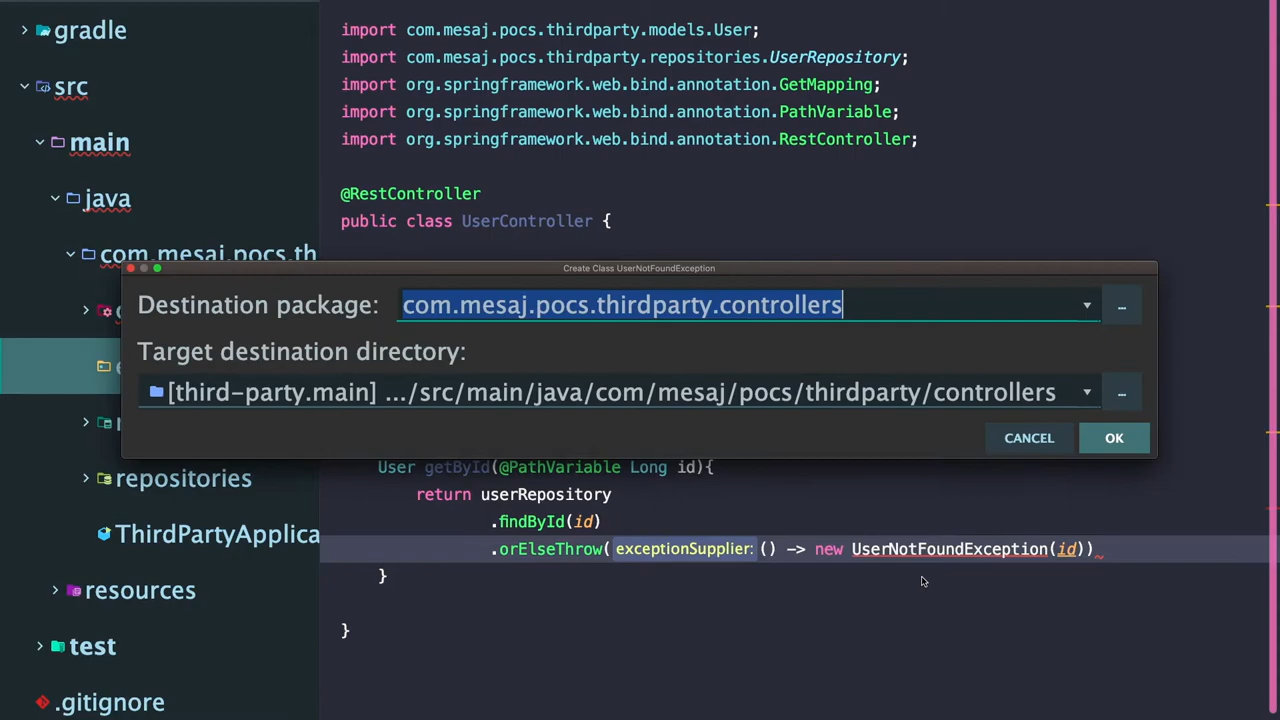 gradle
src
main
java
com.mesaj.pocs.th
repositories
ThirdPartyApplica
resources
test
.gitignore
import com.mesaj.pocs.thirdparty.models.User;
import com.mesaj.pocs.thirdparty.repositories.UserRepository;
import org.springframework.web.bind.annotation.GetMapping;
import org.springframework.web.bind.annotation.PathVariable;
import org.springframework.web.bind.annotation.RestController;
@RestController
public class UserController {
Create Class UserNotFoundException
Destination package: com.mesaj.pocs.thirdparty.controllers ...
Target destination directory:
[third-party.main] .../src/main/java/com/mesaj/pocs/thirdparty/controllers ...
CANCEL OK
User getById(@PathVariable Long id){
return userRepository
.findById(id)
.orElseThrow( exceptionSupplier: () -> new UserNotFoundException(id))
}
}